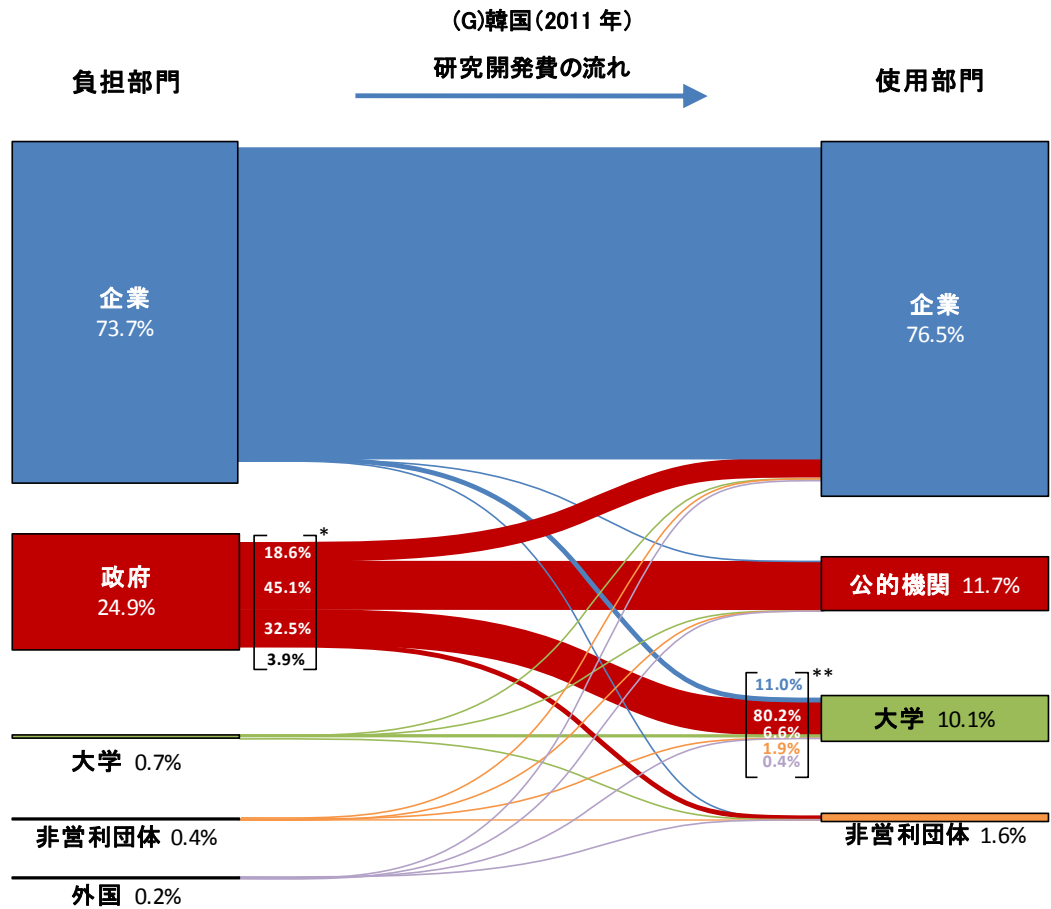 (G)韓国(2011 年)
研究開発費の流れ
負担部門
使用部門
企業
73.7%
企業
76.5%
政府
24.9%
*
18.6%
45.1%
32.5%
3.9%
公的機関 11.7%
**
11.0%
80.2%
6.6%
1.9%
0.4%
大学 10.1%
大学 0.7%
非営利団体 0.4%
非営利団体 1.6%
外国 0.2%